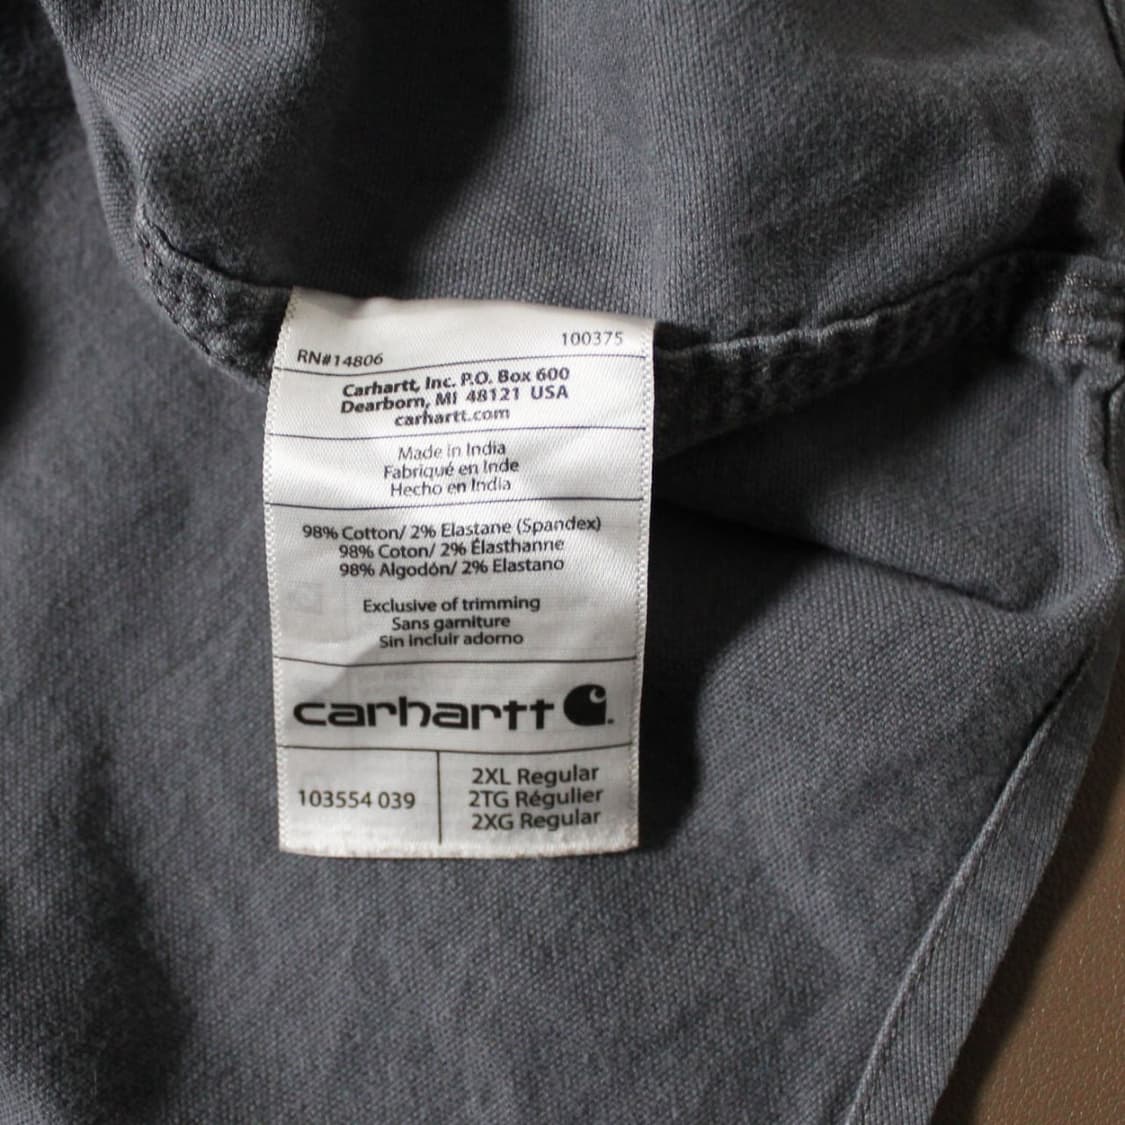 RN#14806 100375
Carhartt, Inc. P.O. Box 600
Dearborn, MI 48121 USA
carhartt.com
Made in India
Fabriqué en Inde
Hecho en India
98% Cotton/ 2% Elastane (Spandex)
98% Coton/ 2% Élasthanne
98% Algodón/ 2% Elastano
Exclusive of trimming
Sans garniture
Sin incluir adorno
carhartt
103554 039
2XL Regular
2TG Régulier
2XG Regular